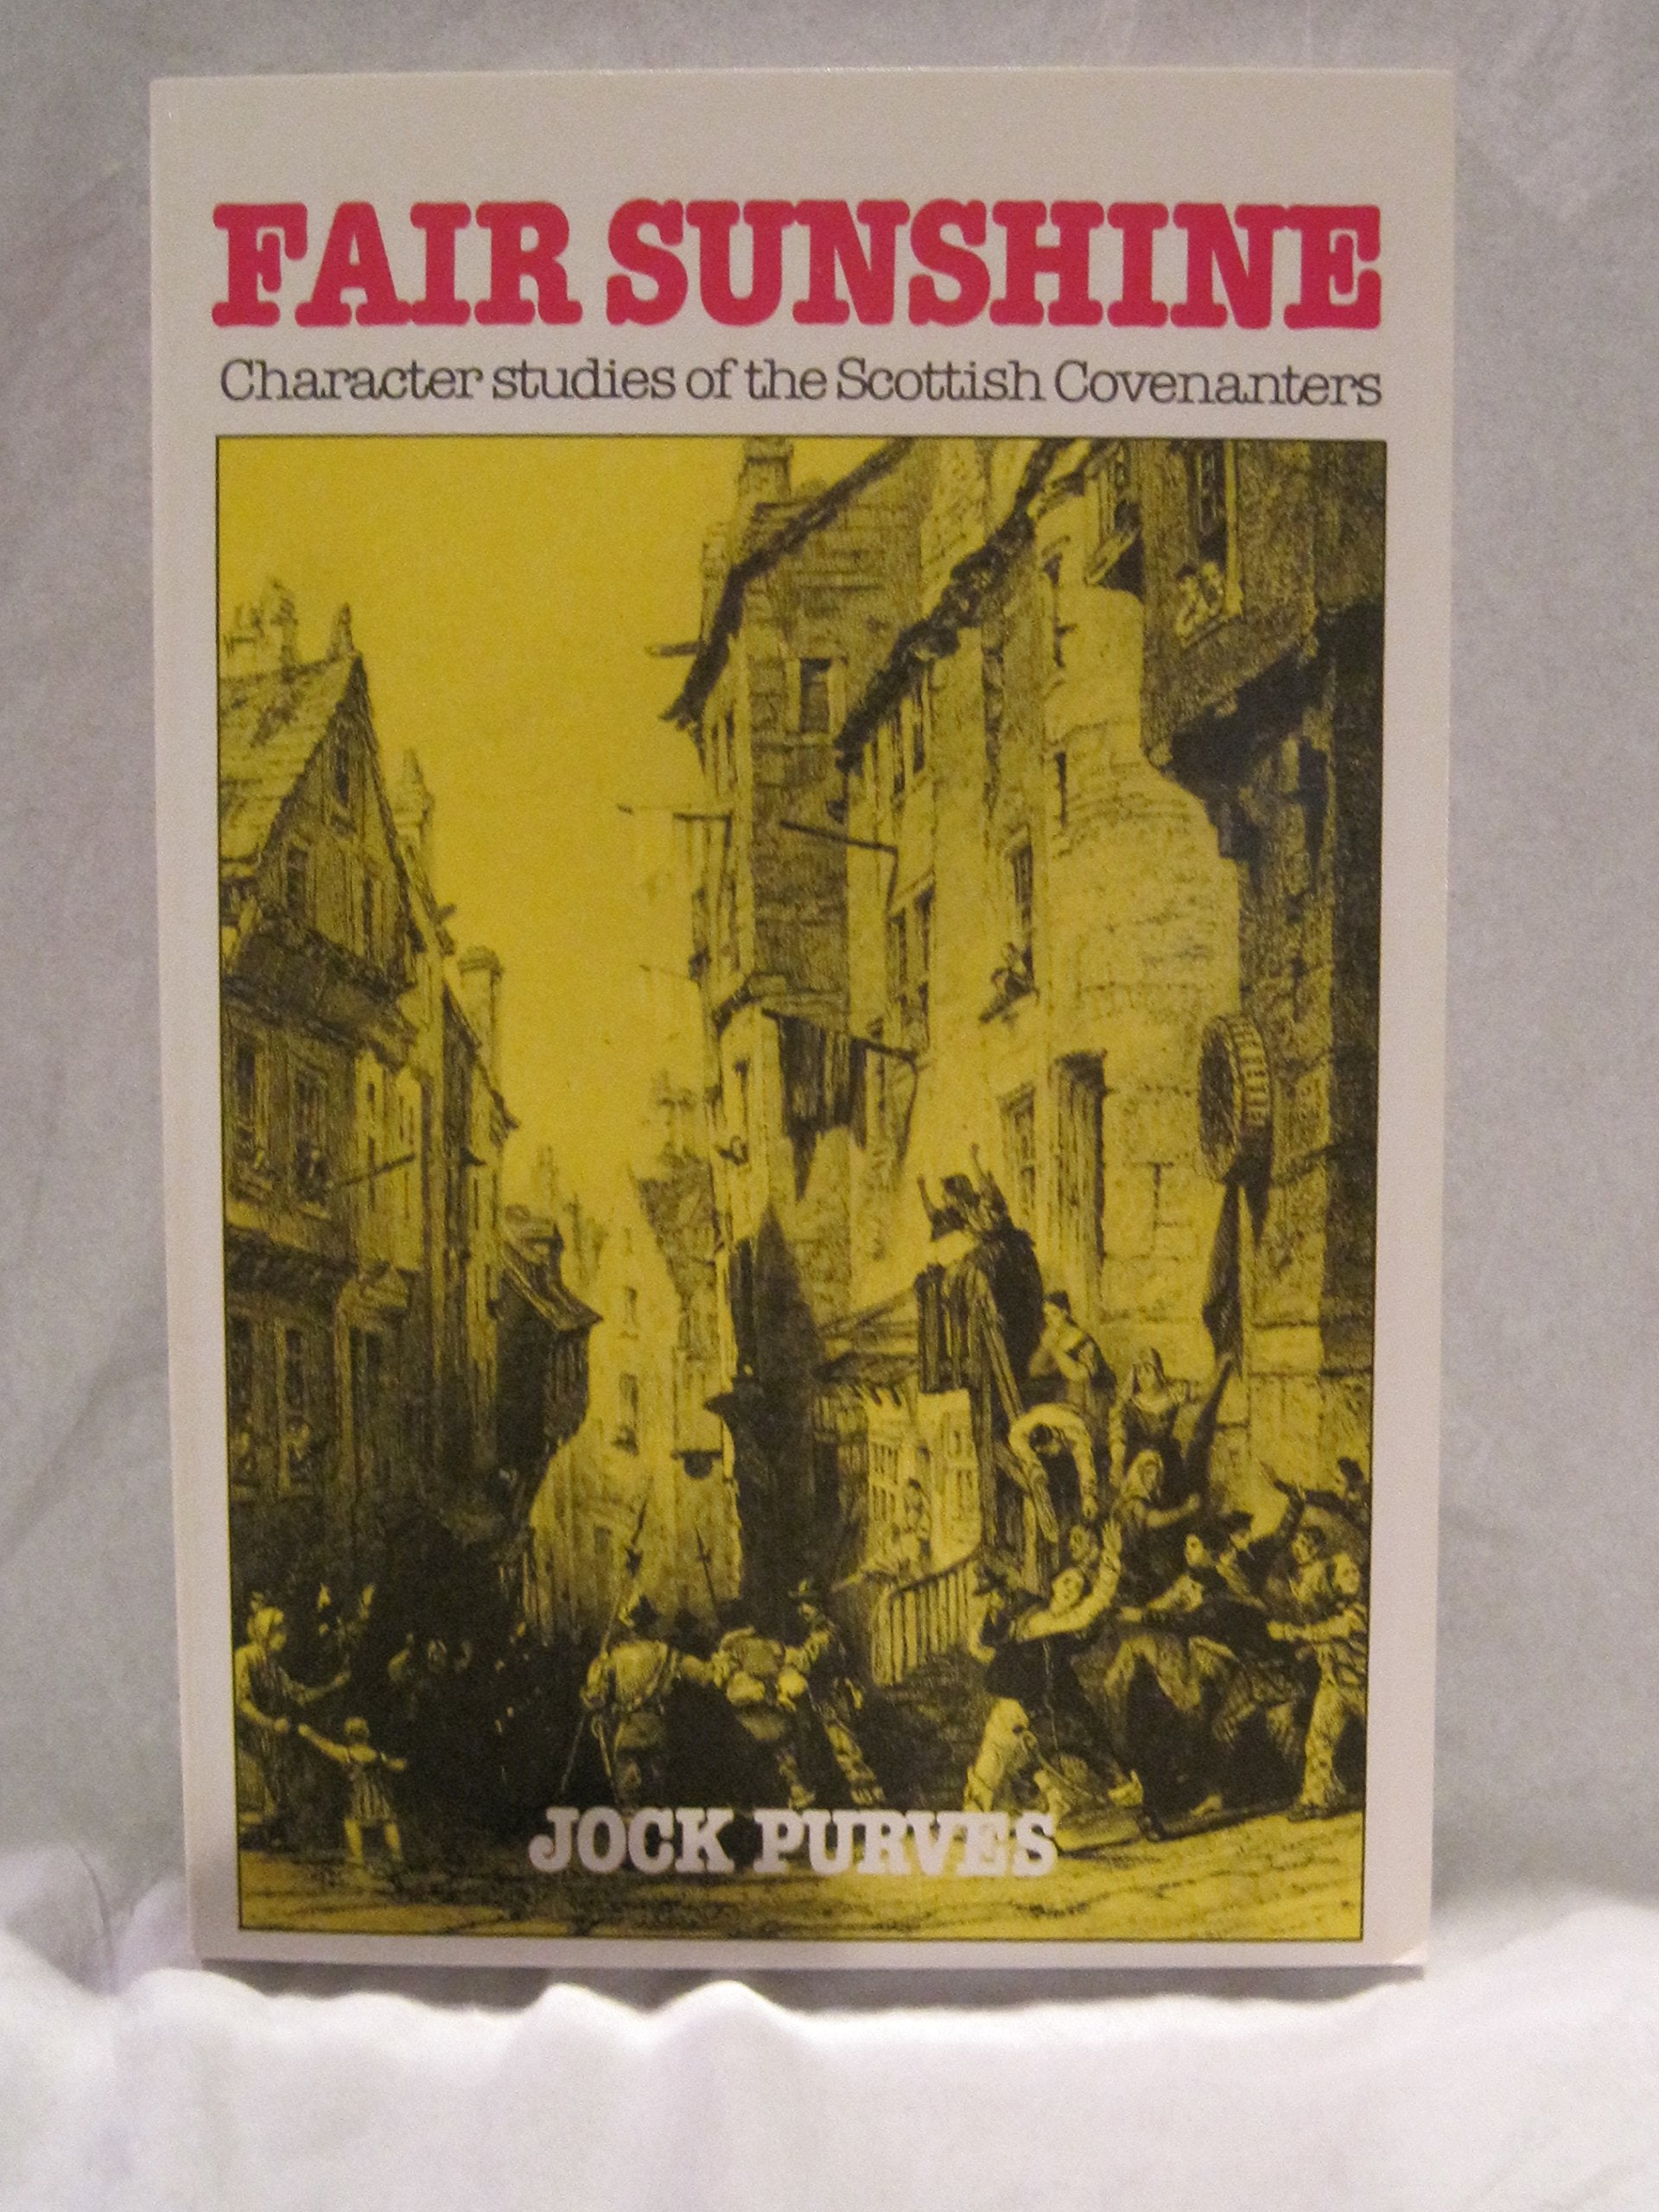 FAIR SUNSHINE
Character studies of the Scottish Covenanters
JOCK PURVES